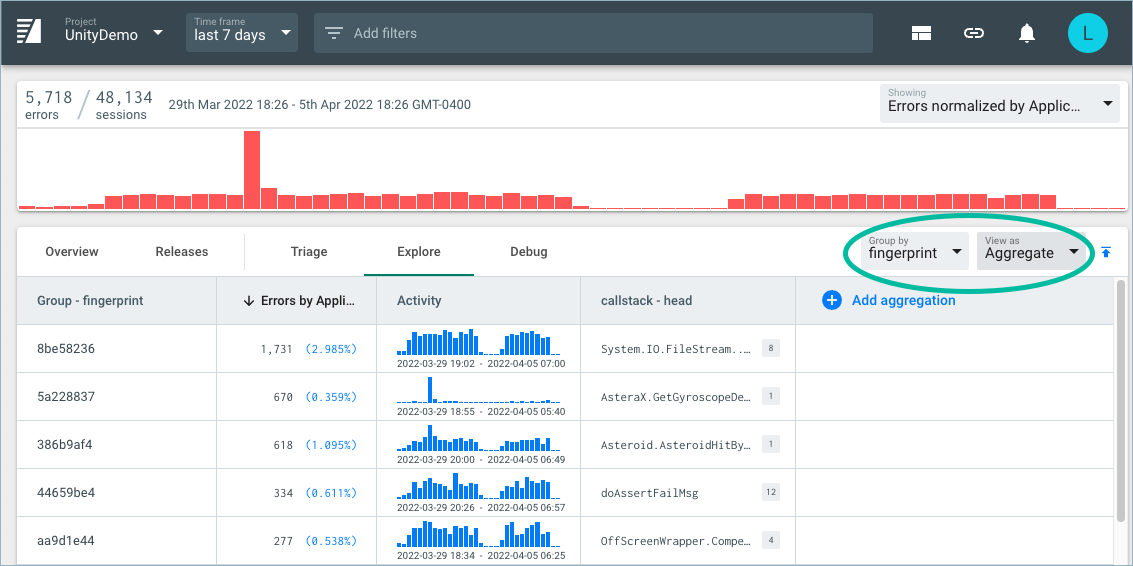 Project
UnityDemo
Time frame
last 7 days
Add filters
L
5,718
errors
48,134
sessions
29th Mar 2022 18:26 - 5th Apr 2022 18:26 GMT-0400
Showing
Errors normalized by Applic...
Overview
Releases
Triage
Explore
Debug
Group by
fingerprint
View as
Aggregate
Group - fingerprint
Errors by Appli...
Activity
callstack - head
Add aggregation
8be58236
1,731 (2.985%)
2022-03-29 19:02 - 2022-04-05 07:00
System.IO.FileStream...
8
5a228837
670 (0.359%)
2022-03-29 18:55 - 2022-04-05 05:40
AsteraX.GetGyroscopeDe...
1
386b9af4
618 (1.095%)
2022-03-29 20:00 - 2022-04-05 06:49
Asteroid.AsteroidHitBy...
1
44659be4
334 (0.611%)
2022-03-29 20:26 - 2022-04-05 06:57
doAssertFailMsg
12
aa9d1e44
277 (0.538%)
2022-03-29 18:34 - 2022-04-05 06:25
OffScreenWrapper.Compe...
4